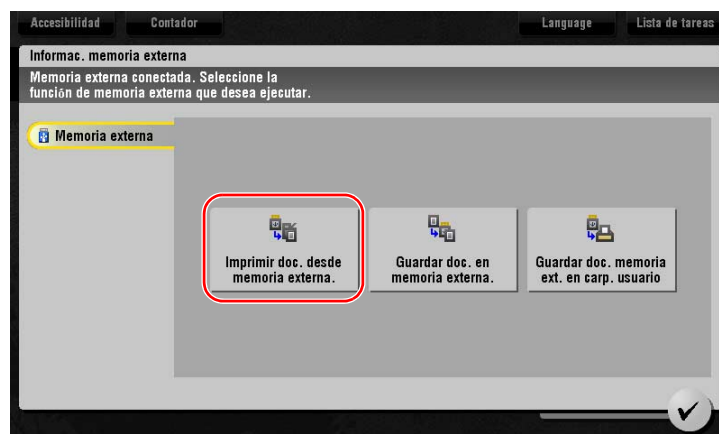 Accesibilidad Contador Language Lista de tareas
Informac. memoria externa
Memoria externa conectada. Seleccione la
función de memoria externa que desea ejecutar.
Memoria externa
Imprimir doc. desde
memoria externa.
Guardar doc. en
memoria externa.
Guardar doc. memoria
ext. en carp. usuario